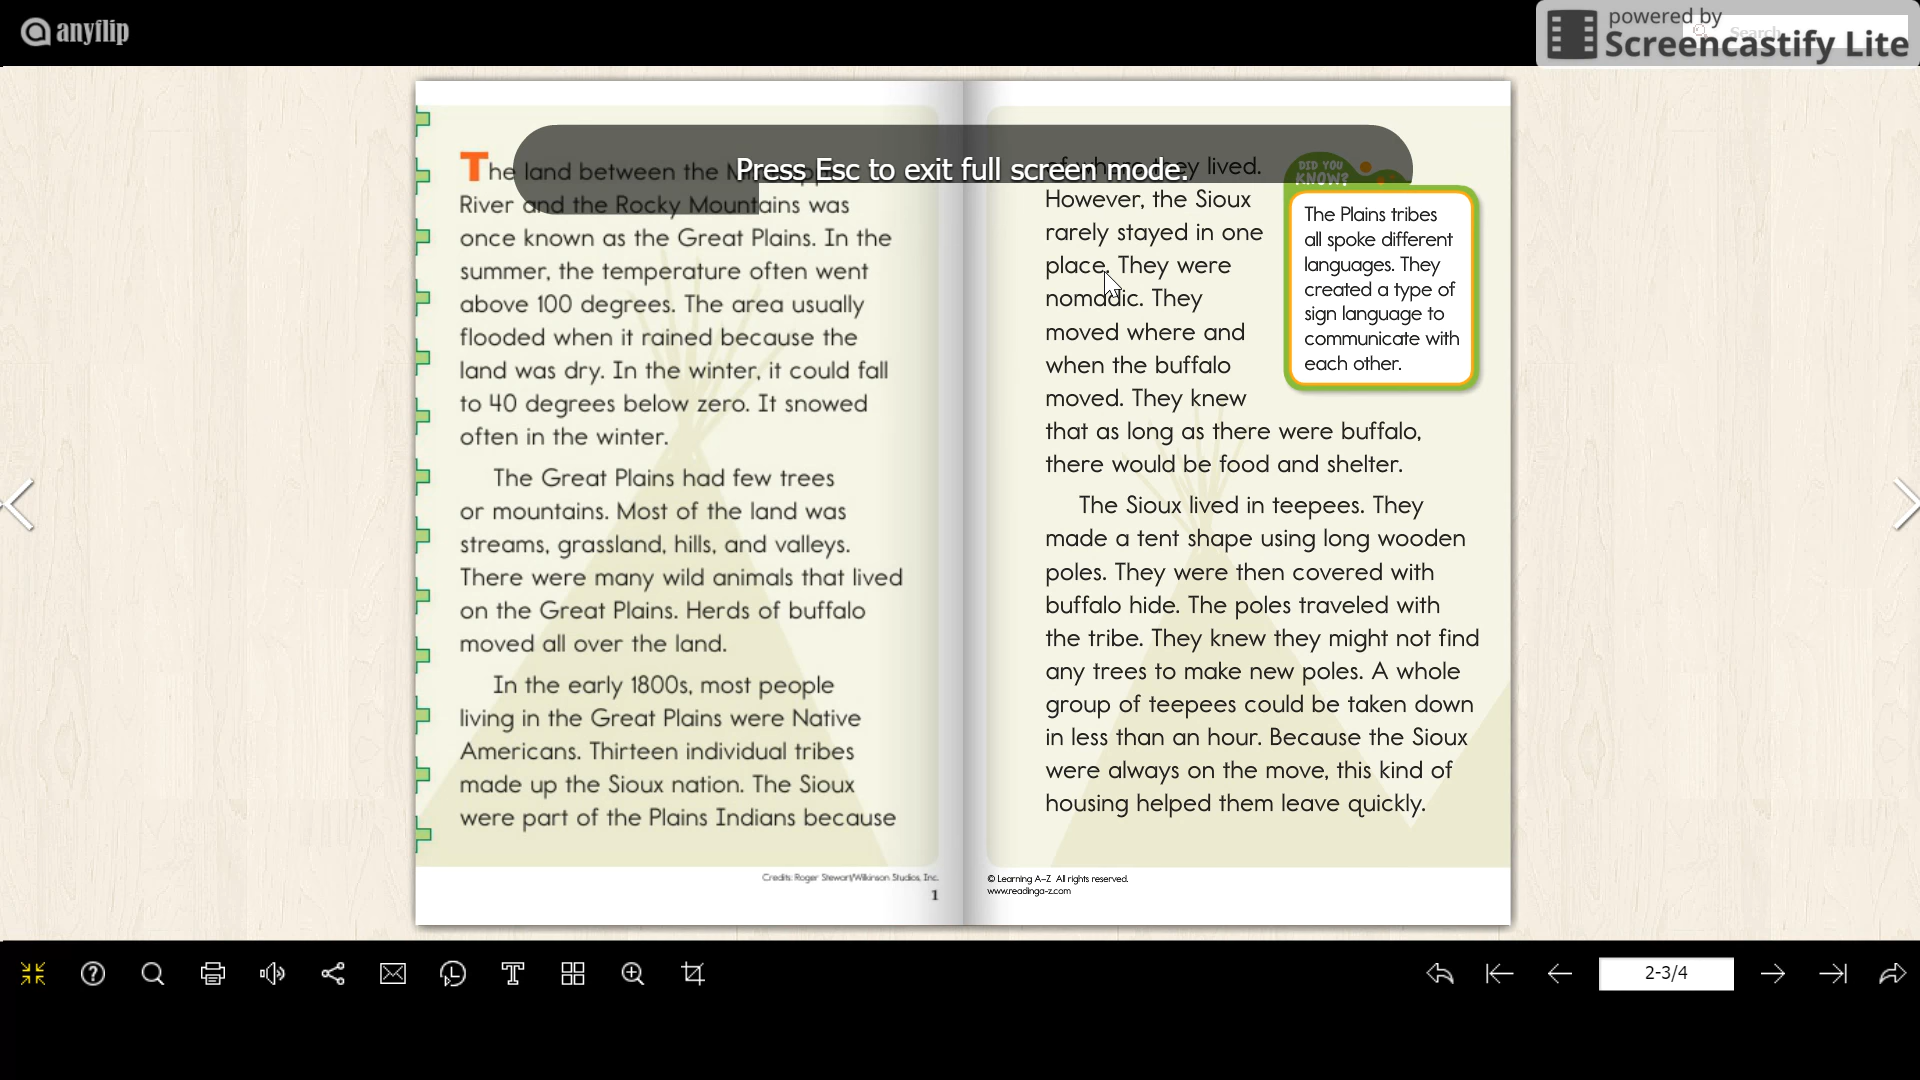 anyflip
powered by
Screencastify Lite
Search
Press Esc to exit full screen mode.
The land between the
River and the Rocky Mountains was
once known as the Great Plains. In the
summer, the temperature often went
above 100 degrees. The area usually
flooded when it rained because the
land was dry. In the winter, it could fall
to 40 degrees below zero. It snowed
often in the winter.
The Great Plains had few trees
or mountains. Most of the land was
streams, grassland, hills, and valleys.
There were many wild animals that lived
on the Great Plains. Herds of buffalo
moved all over the land.
In the early 1800s, most people
living in the Great Plains were Native
Americans. Thirteen individual tribes
made up the Sioux nation. The Sioux
were part of the Plains Indians because
Credits: Roger Stewart/Wilkinson Studios, Inc.
1
of where they lived.
However, the Sioux
rarely stayed in one
place. They were
nomadic. They
moved where and
when the buffalo
moved. They knew
that as long as there were buffalo,
there would be food and shelter.
The Sioux lived in teepees. They
made a tent shape using long wooden
poles. They were then covered with
buffalo hide. The poles traveled with
the tribe. They knew they might not find
any trees to make new poles. A whole
group of teepees could be taken down
in less than an hour. Because the Sioux
were always on the move, this kind of
housing helped them leave quickly.
DID YOU
KNOW?
The Plains tribes
all spoke different
languages. They
created a type of
sign language to
communicate with
each other.
© Learning A–Z All rights reserved.
www.readinga-z.com
2-3/4